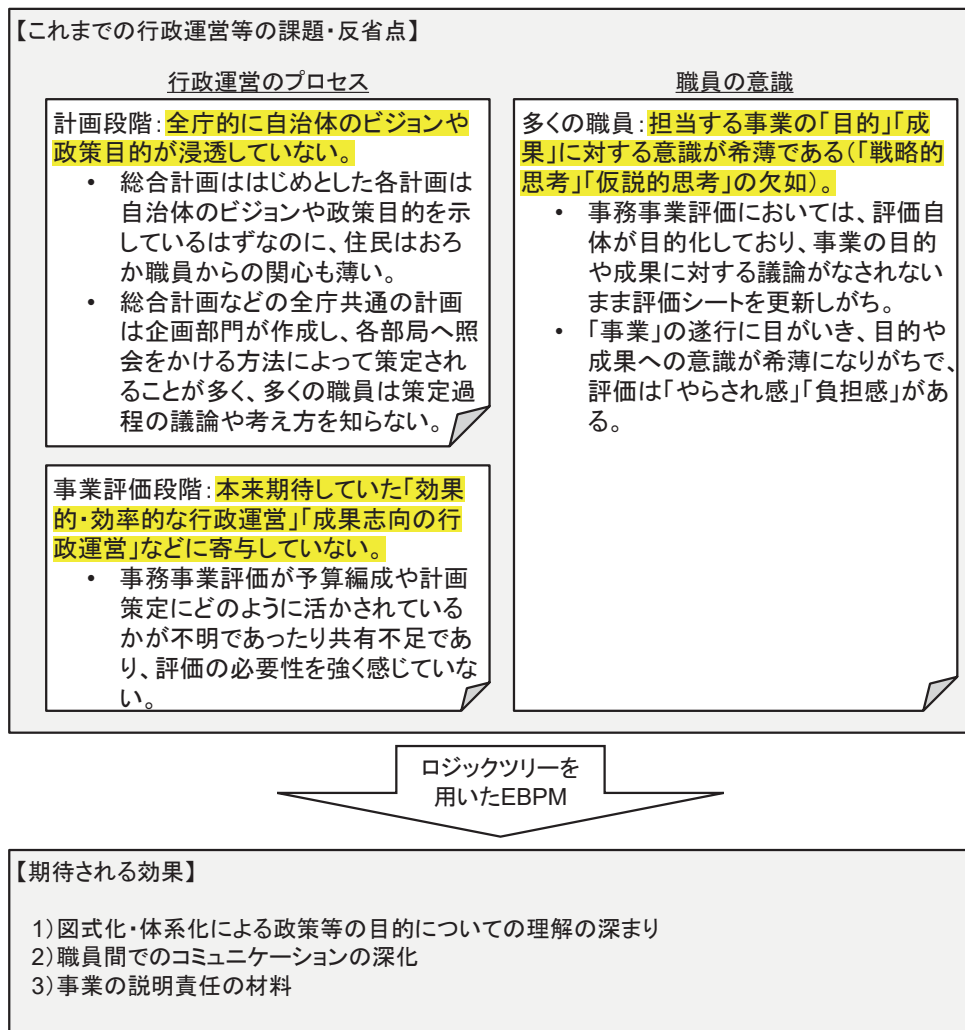 【これまでの行政運営等の課題・反省点】
行政運営のプロセス
計画段階：全庁的に自治体のビジョンや
政策目的が浸透していない。
• 総合計画ははじめとした各計画は
自治体のビジョンや政策目的を示
しているはずなのに、住民はおろ
か職員からの関心も薄い。
• 総合計画などの全庁共通の計画
は企画部門が作成し、各部局へ照
会をかける方法によって策定され
ることが多く、多くの職員は策定過
程の議論や考え方を知らない。
事業評価段階：本来期待していた「効果
的・効率的な行政運営」「成果志向の行
政運営」などに寄与していない。
• 事務事業評価が予算編成や計画
策定にどのように活かされている
かが不明であったり共有不足であ
り、評価の必要性を強く感じていな
い。
職員の意識
多くの職員：担当する事業の「目的」「成
果」に対する意識が希薄である（「戦略的
思考」「仮説的思考」の欠如）。
• 事務事業評価においては、評価自
体が目的化しており、事業の目的
や成果に対する議論がなされない
まま評価シートを更新しがち。
• 「事業」の遂行に目がいき、目的や
成果への意識が希薄になりがちで、
評価は「やらされ感」「負担感」があ
る。
ロジックツリーを
用いたEBPM
【期待される効果】
1）図式化・体系化による政策等の目的についての理解の深まり
2）職員間でのコミュニケーションの深化
3）事業の説明責任の材料